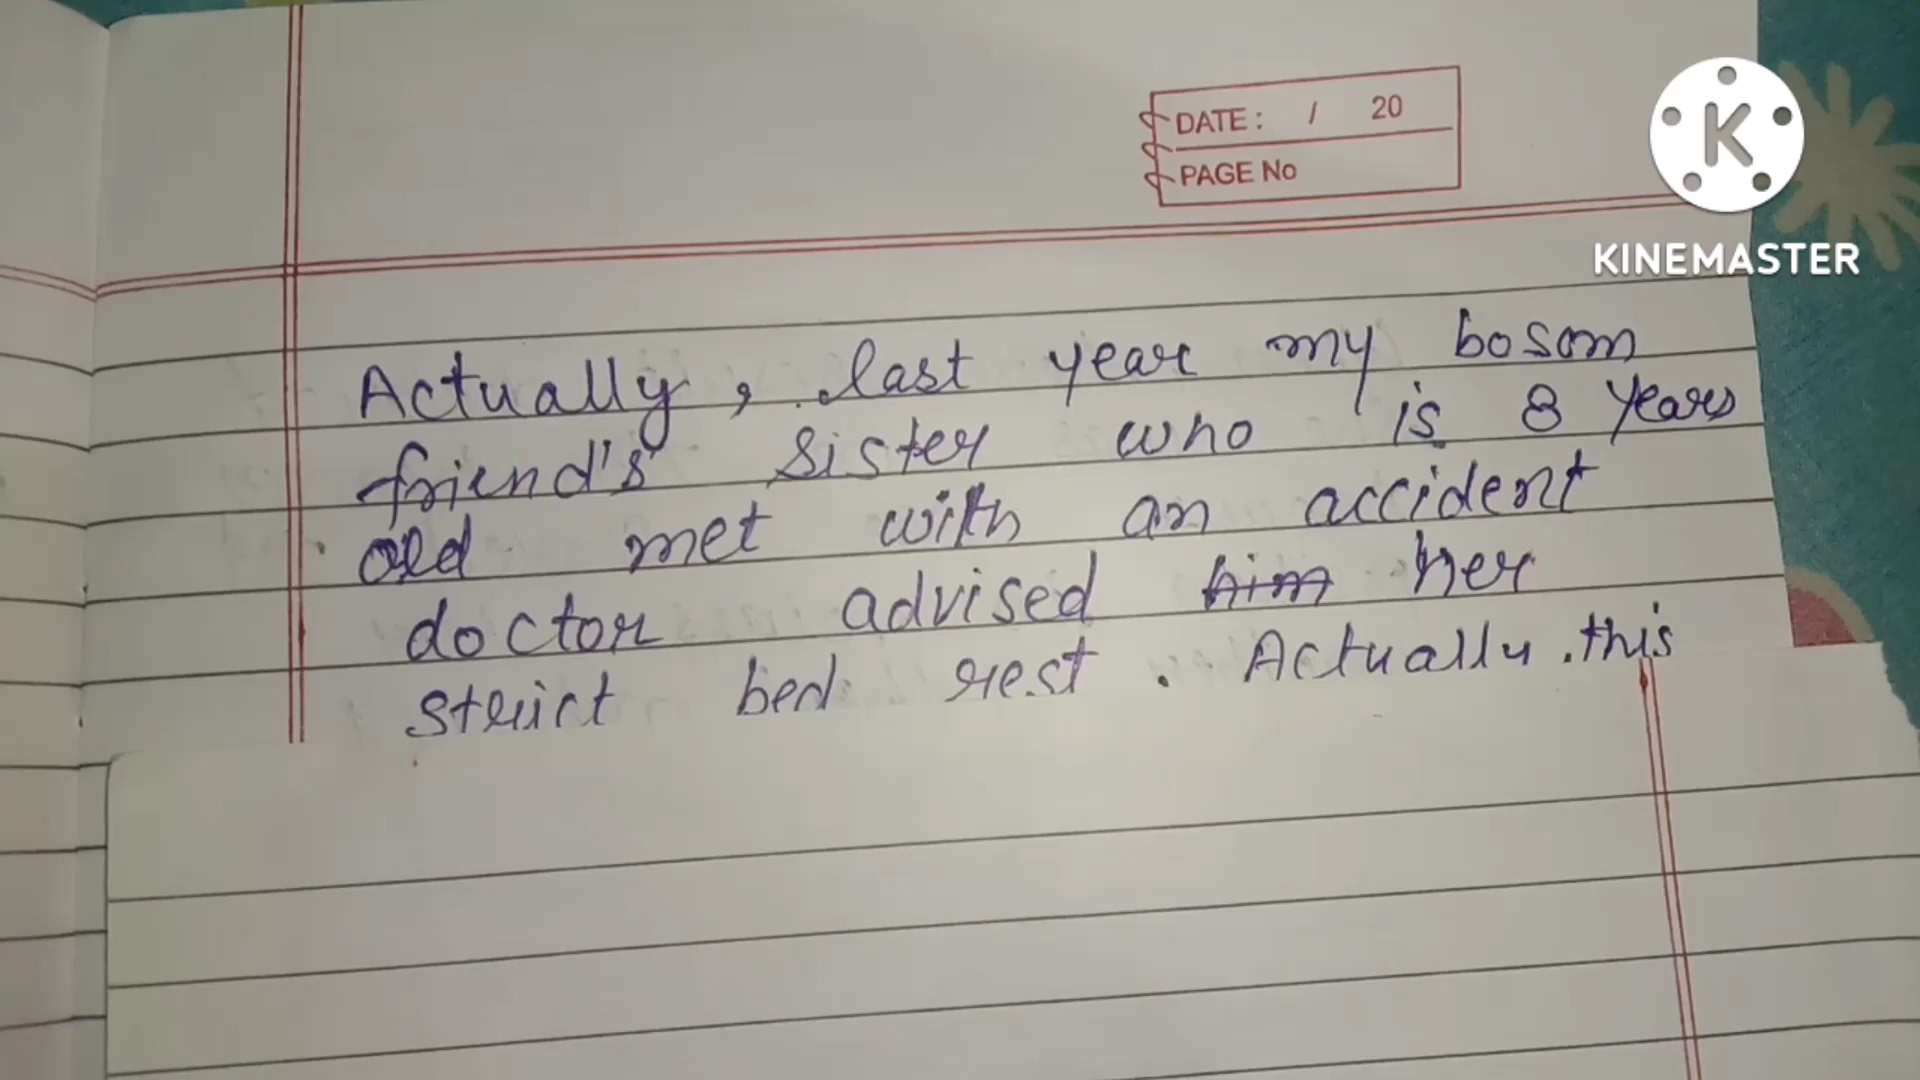 DATE: / 20
PAGE No
KINEMASTER
Actually, last year my bosom
friend's sister who is 8 years
old met with an accident
doctor advised him her
strict bed rest. Actually this